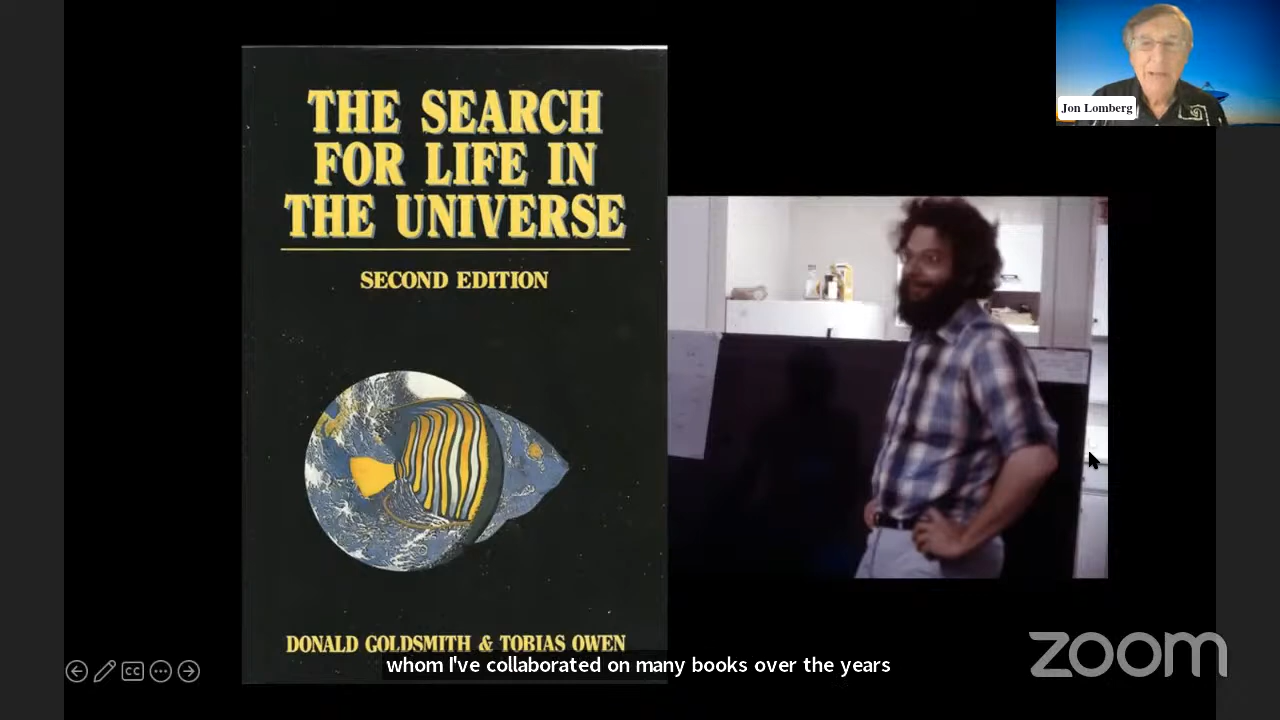 THE SEARCH
FOR LIFE IN
THE UNIVERSE
SECOND EDITION
DONALD GOLDSMITH & TOBIAS OWEN
Jon Lomberg
whom I've collaborated on many books over the years
CC
zoom